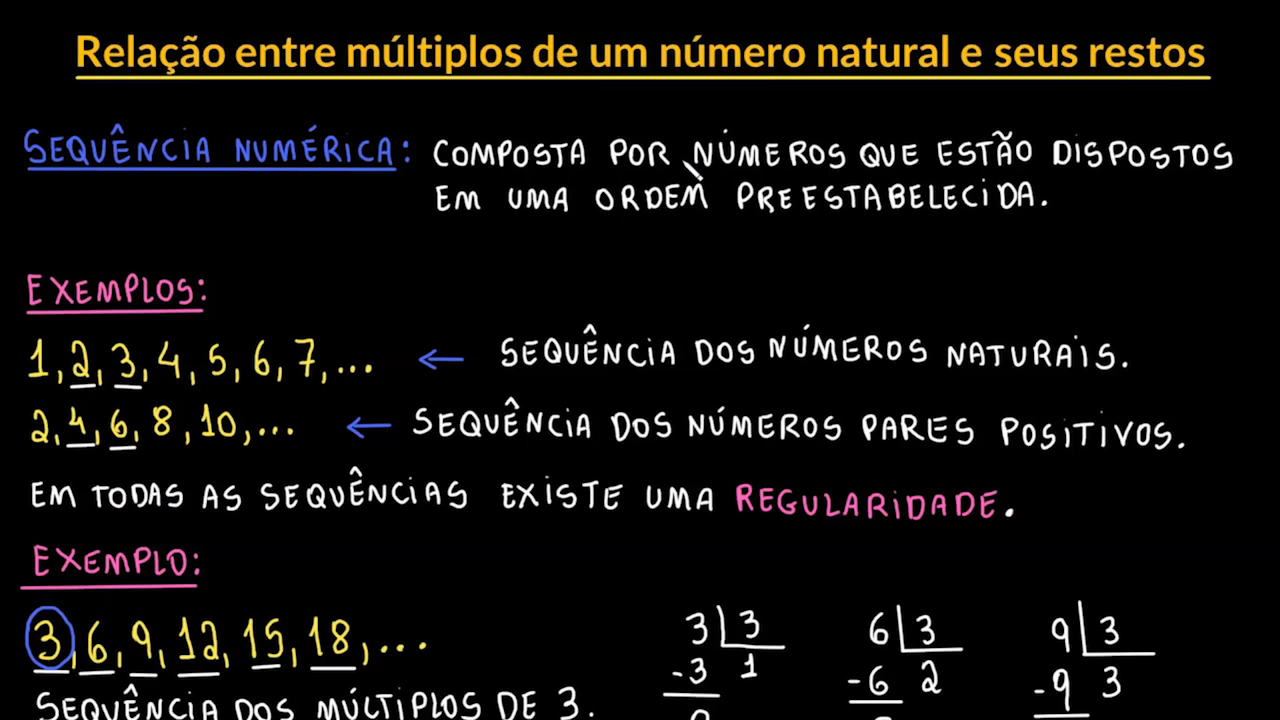 Relação entre múltiplos de um número natural e seus restos
SEQUÊNCIA NUMÉRICA: COMPOSTA POR NÚMEROS QUE ESTÃO DISPOSTOS
EM UMA ORDEM PREESTABELECIDA.
EXEMPLOS:
1, 2, 3, 4, 5, 6, 7, ... ← SEQUÊNCIA DOS NÚMEROS NATURAIS.
2, 4, 6, 8, 10, ... ← SEQUÊNCIA DOS NÚMEROS PARES POSITIVOS.
EM TODAS AS SEQUÊNCIAS EXISTE UMA REGULARIDADE.
EXEMPLO:
3, 6, 9, 12, 15, 18, ...
SEQUÊNCIA DOS MÚLTIPLOS DE 3.
3 3 6 3 9 3
-3 1 -6 2 -9 3